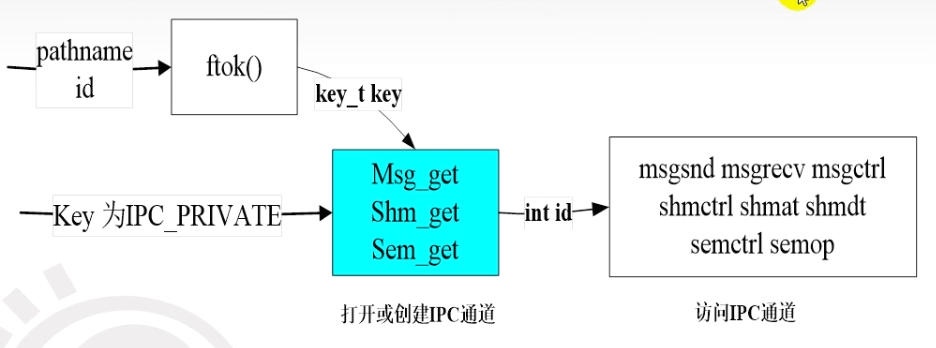 pathname
id
ftok()
key_t key
Key 为IPC_PRIVATE
Msg_get
Shm_get
Sem_get
int id
msgsnd msgrecv msgctrl
shmctrl shmat shmdt
semctrl semop
打开或创建IPC通道
访问IPC通道